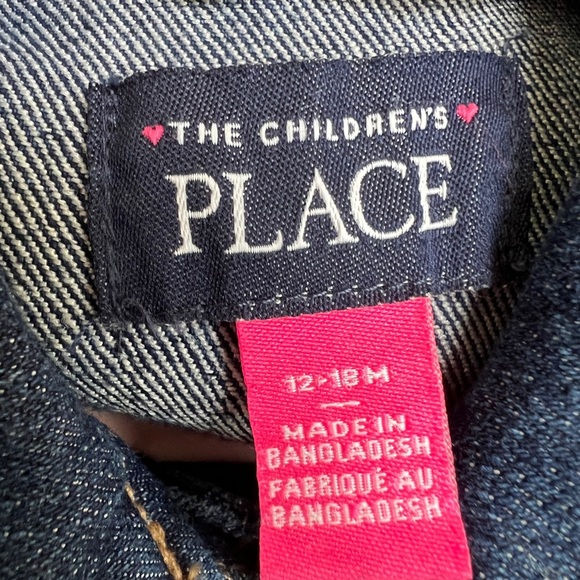 THE CHILDREN'S
PLACE
12-18 M
MADE IN
BANGLADESH
FABRIQUÉ AU
BANGLADESH